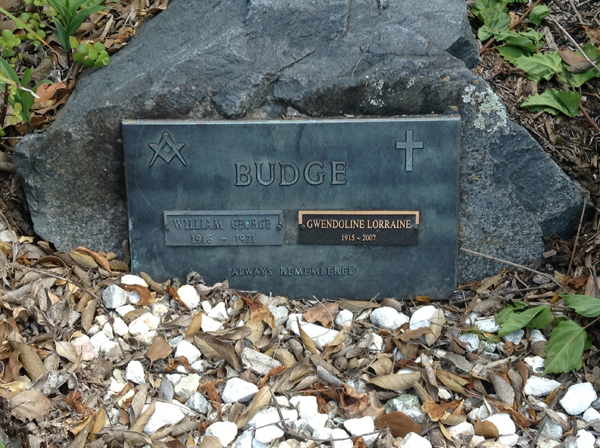 BUDGE
WILLIAM GEORGE
1916 - 1971
GWENDOLINE LORRAINE
1915 - 2007
ALWAYS REMEMBERED